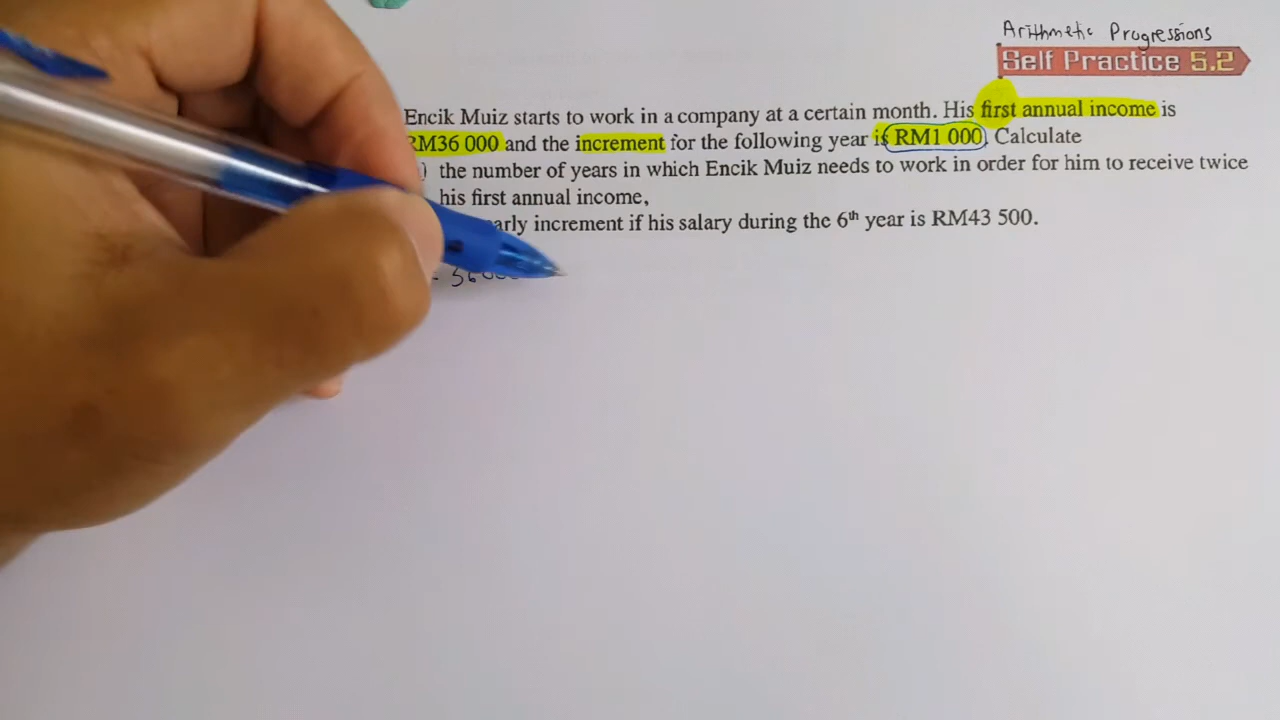 Arithmetic Progressions
Self Practice 5.2
Encik Muiz starts to work in a company at a certain month. His first annual income is
RM36 000 and the increment for the following year is RM1 000. Calculate
) the number of years in which Encik Muiz needs to work in order for him to receive twice
his first annual income,
arly increment if his salary during the 6th year is RM43 500.